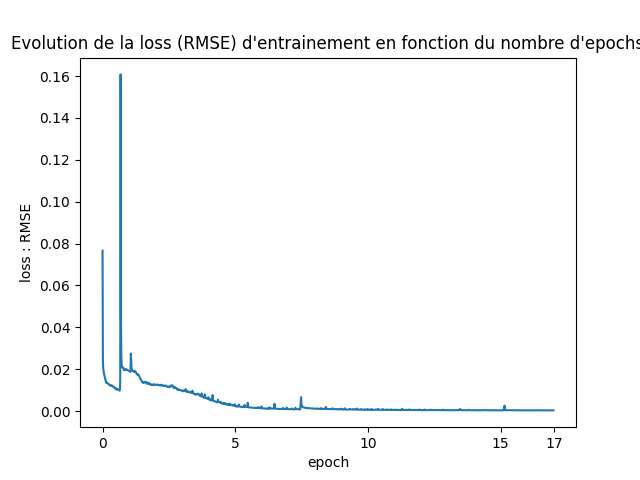 Evolution de la loss (RMSE) d'entrainement en fonction du nombre d'epochs
0.16
0.14
0.12
0.10
0.08
0.06
0.04
0.02
0.00
loss : RMSE
0 5 10 15 17
epoch